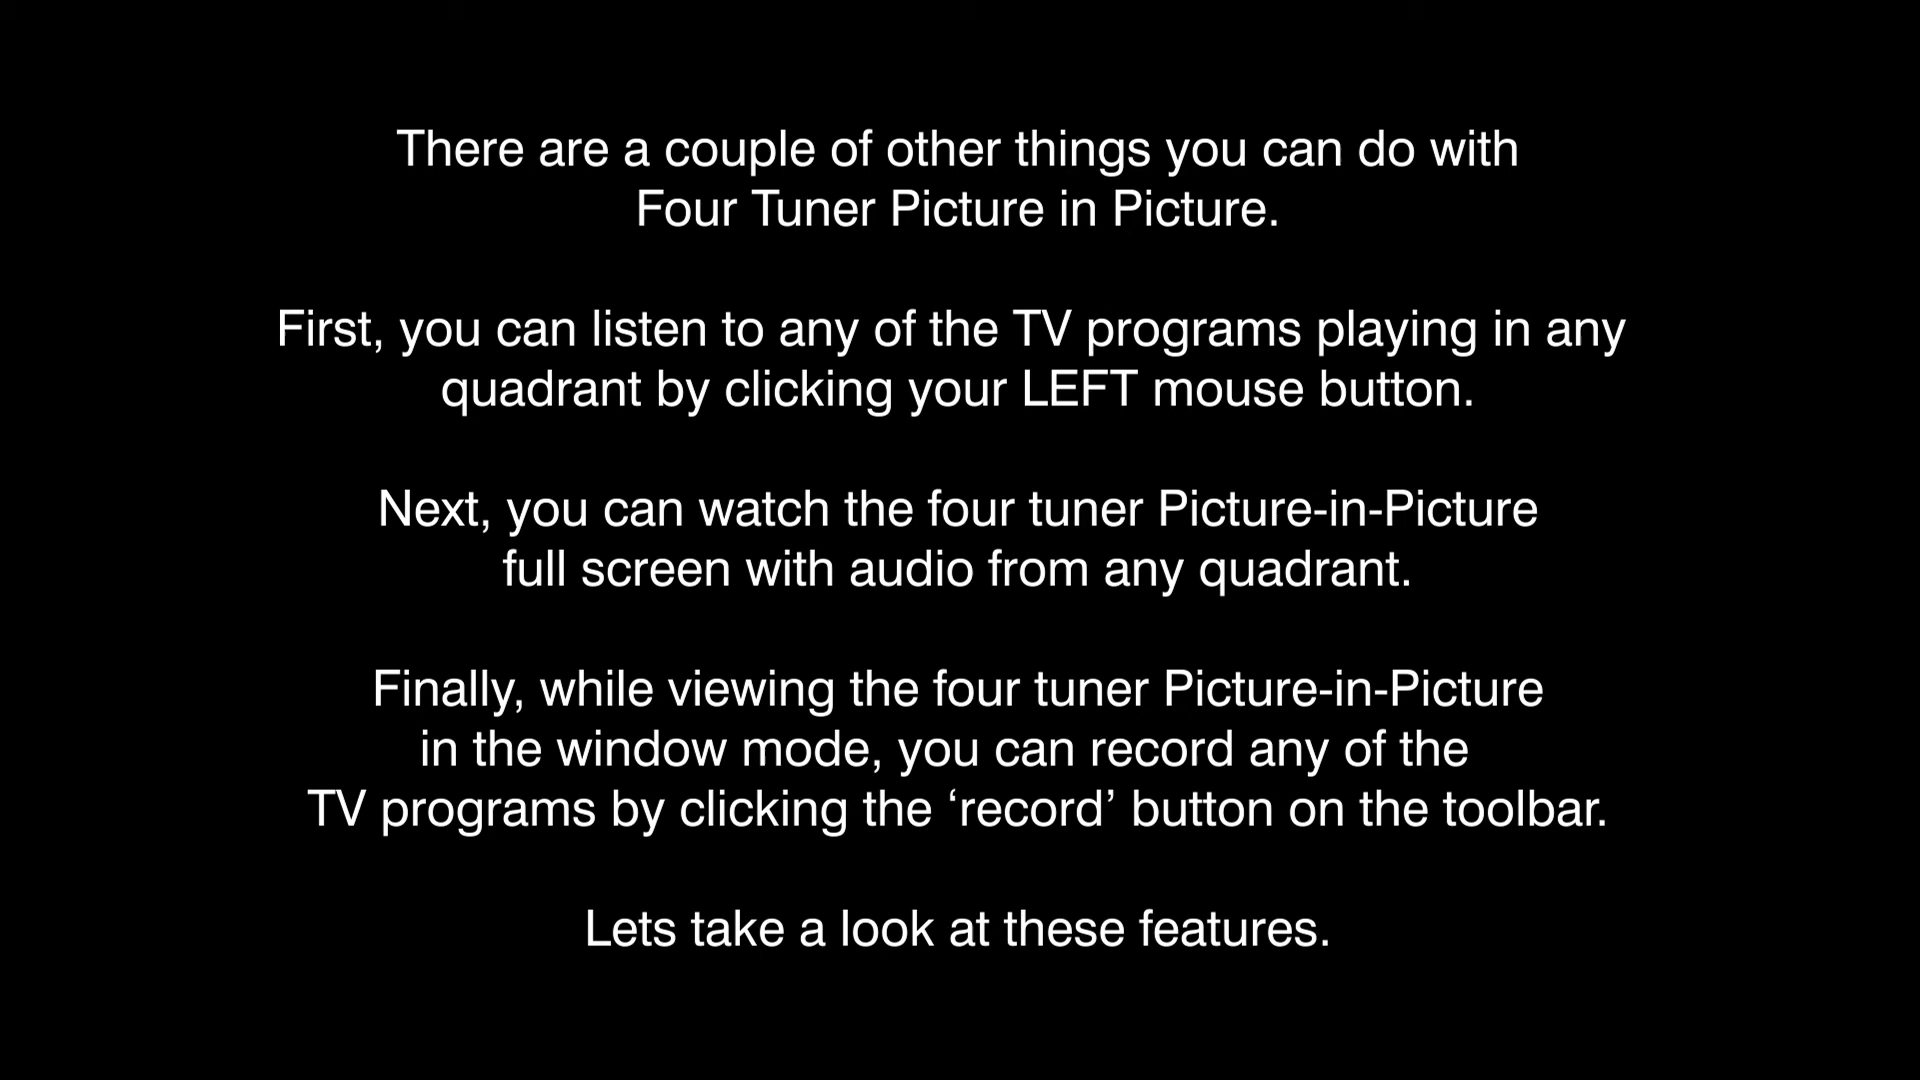 There are a couple of other things you can do with
Four Tuner Picture in Picture.
First, you can listen to any of the TV programs playing in any
quadrant by clicking your LEFT mouse button.
Next, you can watch the four tuner Picture-in-Picture
full screen with audio from any quadrant.
Finally, while viewing the four tuner Picture-in-Picture
in the window mode, you can record any of the
TV programs by clicking the ‘record’ button on the toolbar.
Lets take a look at these features.